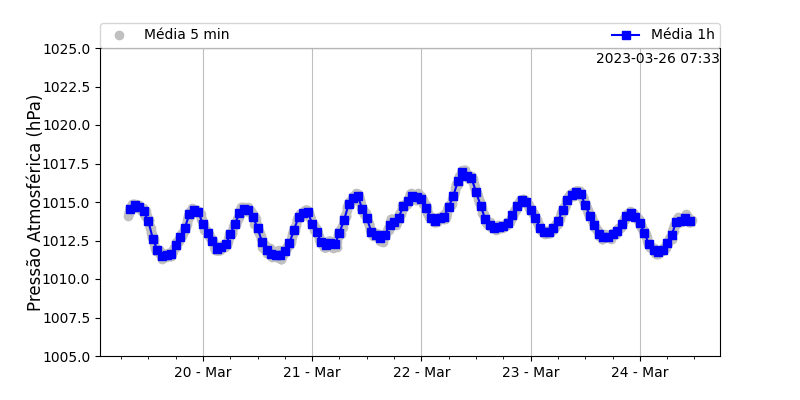 Média 5 min
Média 1h
2023-03-26 07:33
Pressão Atmosférica (hPa)
1025.0
1022.5
1020.0
1017.5
1015.0
1012.5
1010.0
1007.5
1005.0
20 - Mar
21 - Mar
22 - Mar
23 - Mar
24 - Mar